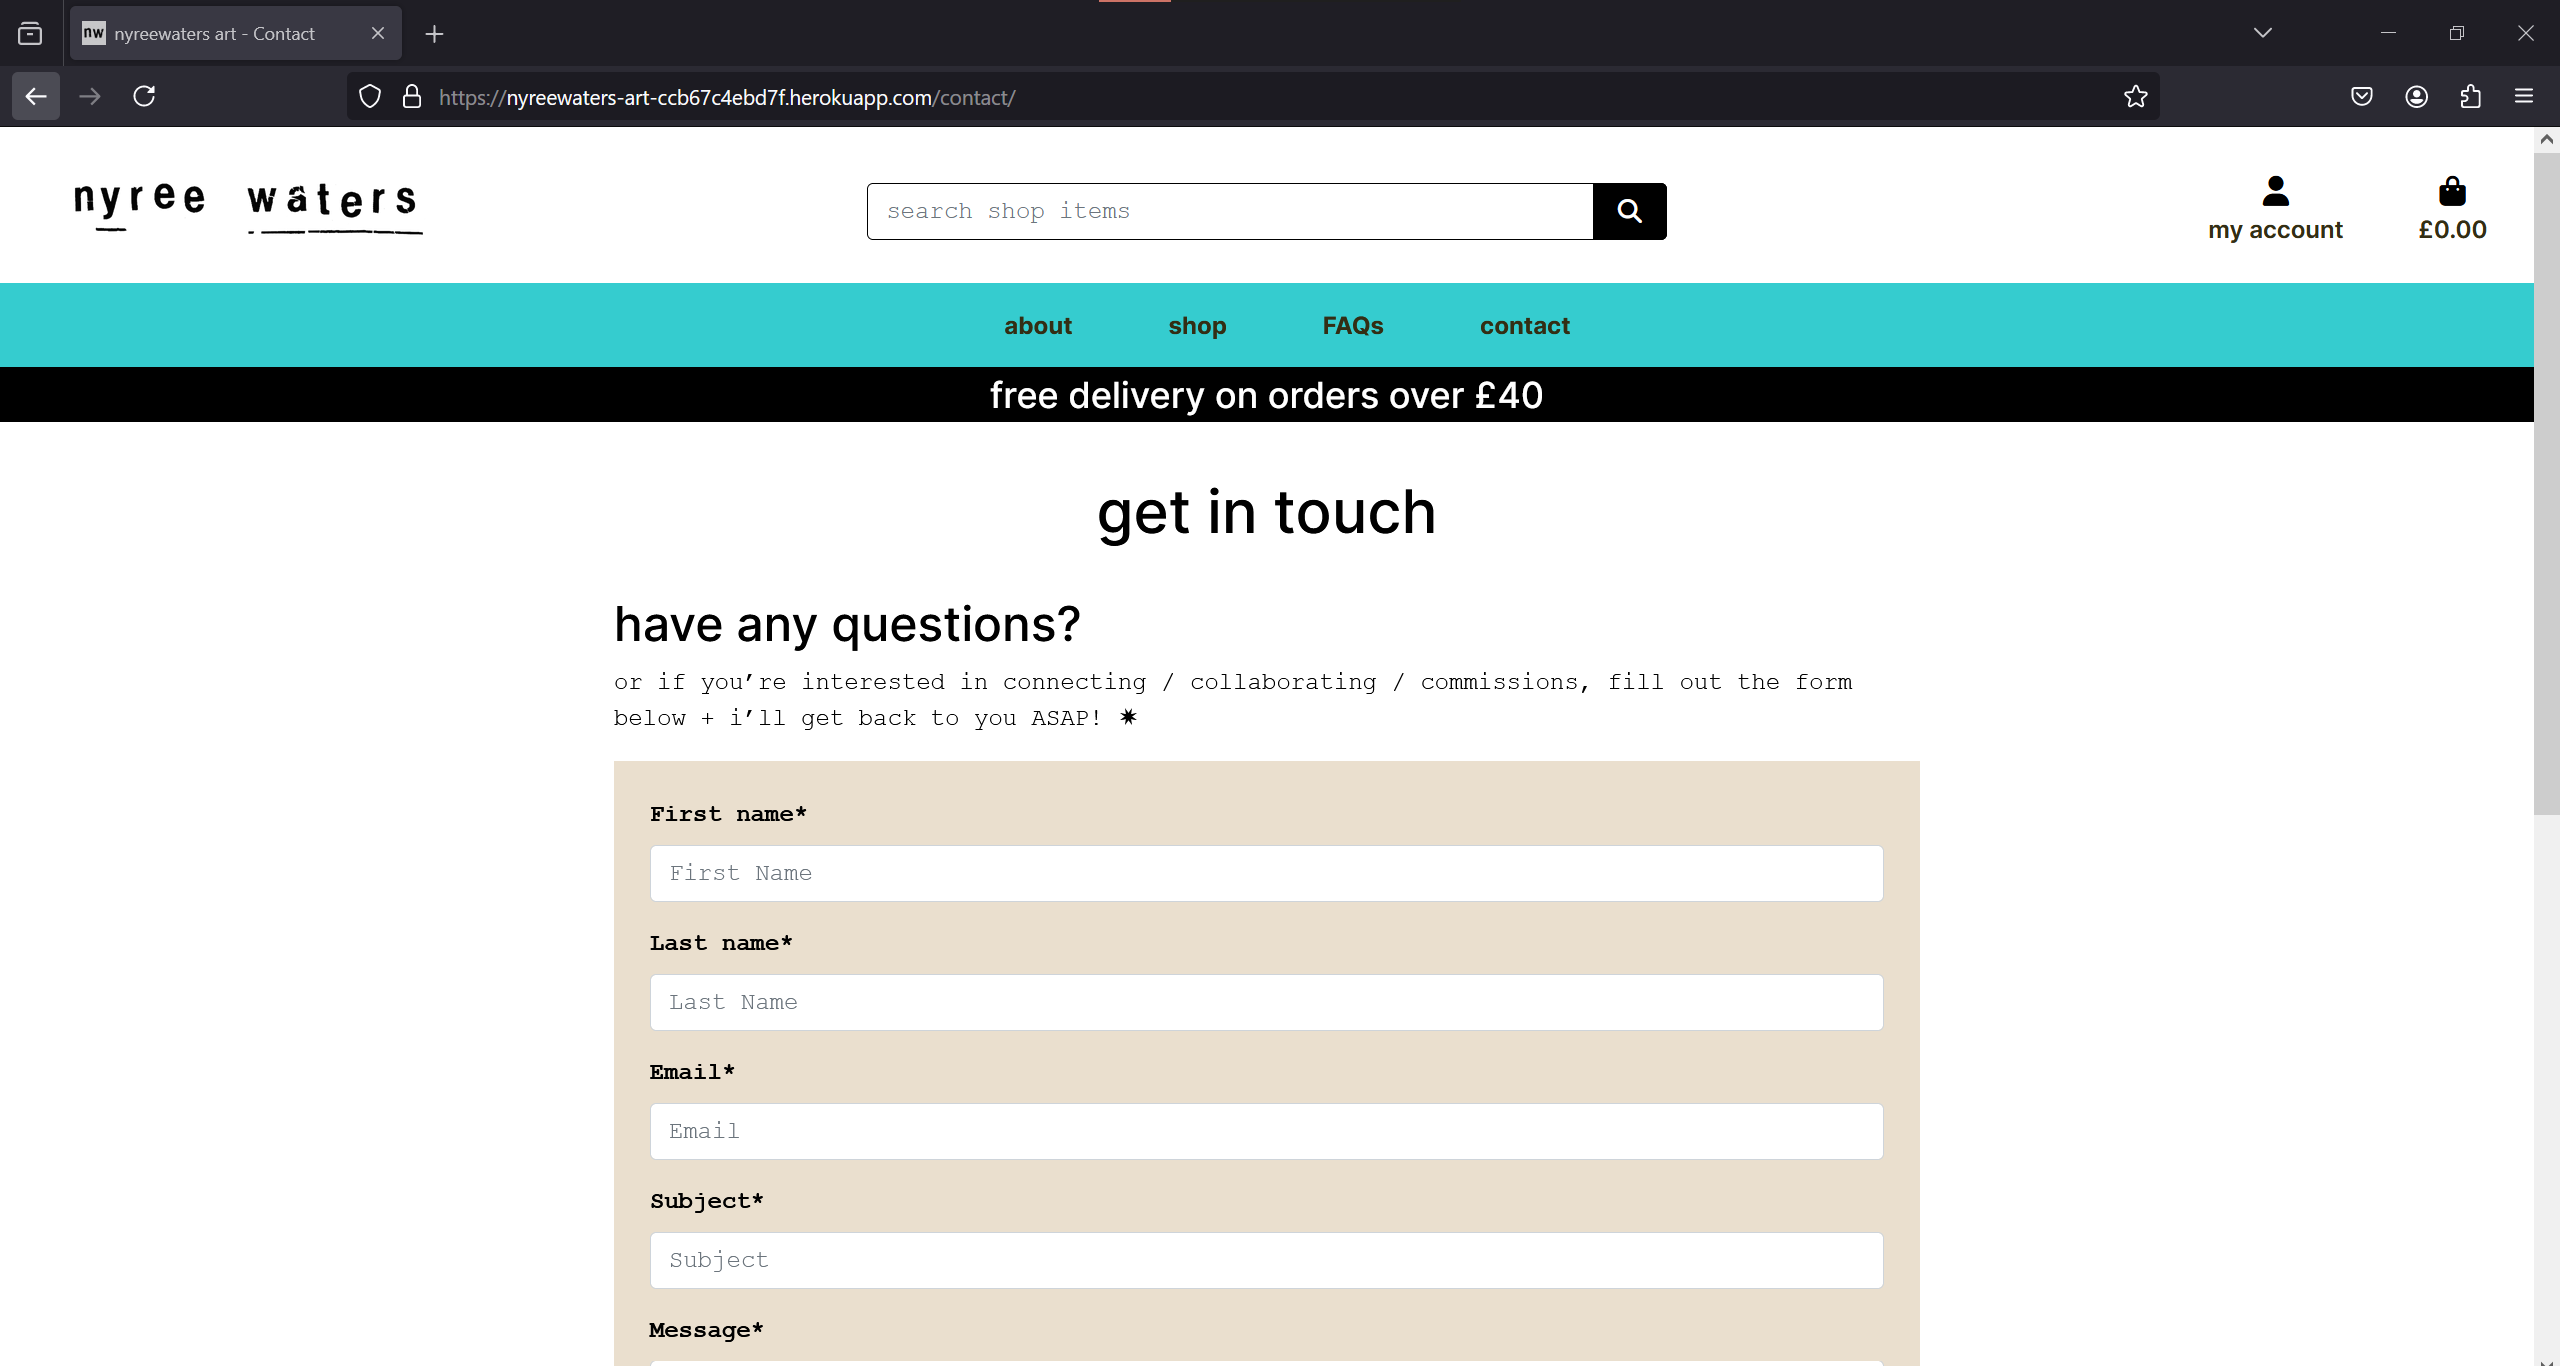 nyreewaters art - Contact
https://nyreewaters-art-ccb67c4ebd7f.herokuapp.com/contact/
nyree waters
search shop items
my account
£0.00
about
shop
FAQs
contact
free delivery on orders over £40
get in touch
have any questions?
or if you’re interested in connecting / collaborating / commissions, fill out the form
below + i’ll get back to you ASAP! ✷
First name*
First Name
Last name*
Last Name
Email*
Email
Subject*
Subject
Message*